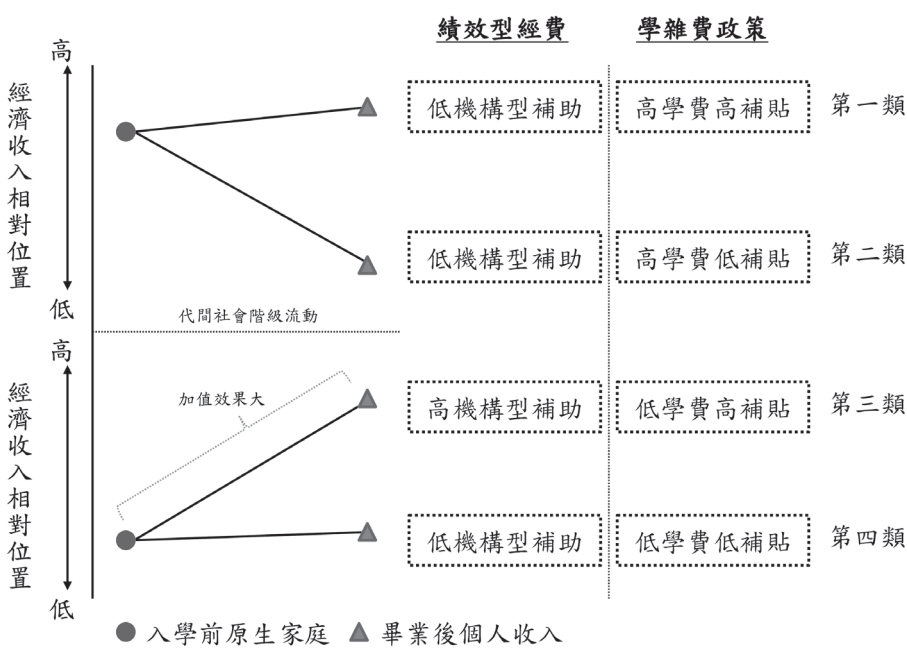 績效型經費 學雜費政策
高
經濟收入相對位置
低機構型補助 高學費高補貼 第一類
低機構型補助 高學費低補貼 第二類
低
代間社會階級流動
高
經濟收入相對位置
加值效果大
高機構型補助 低學費高補貼 第三類
低機構型補助 低學費低補貼 第四類
低
入學前原生家庭 畢業後個人收入